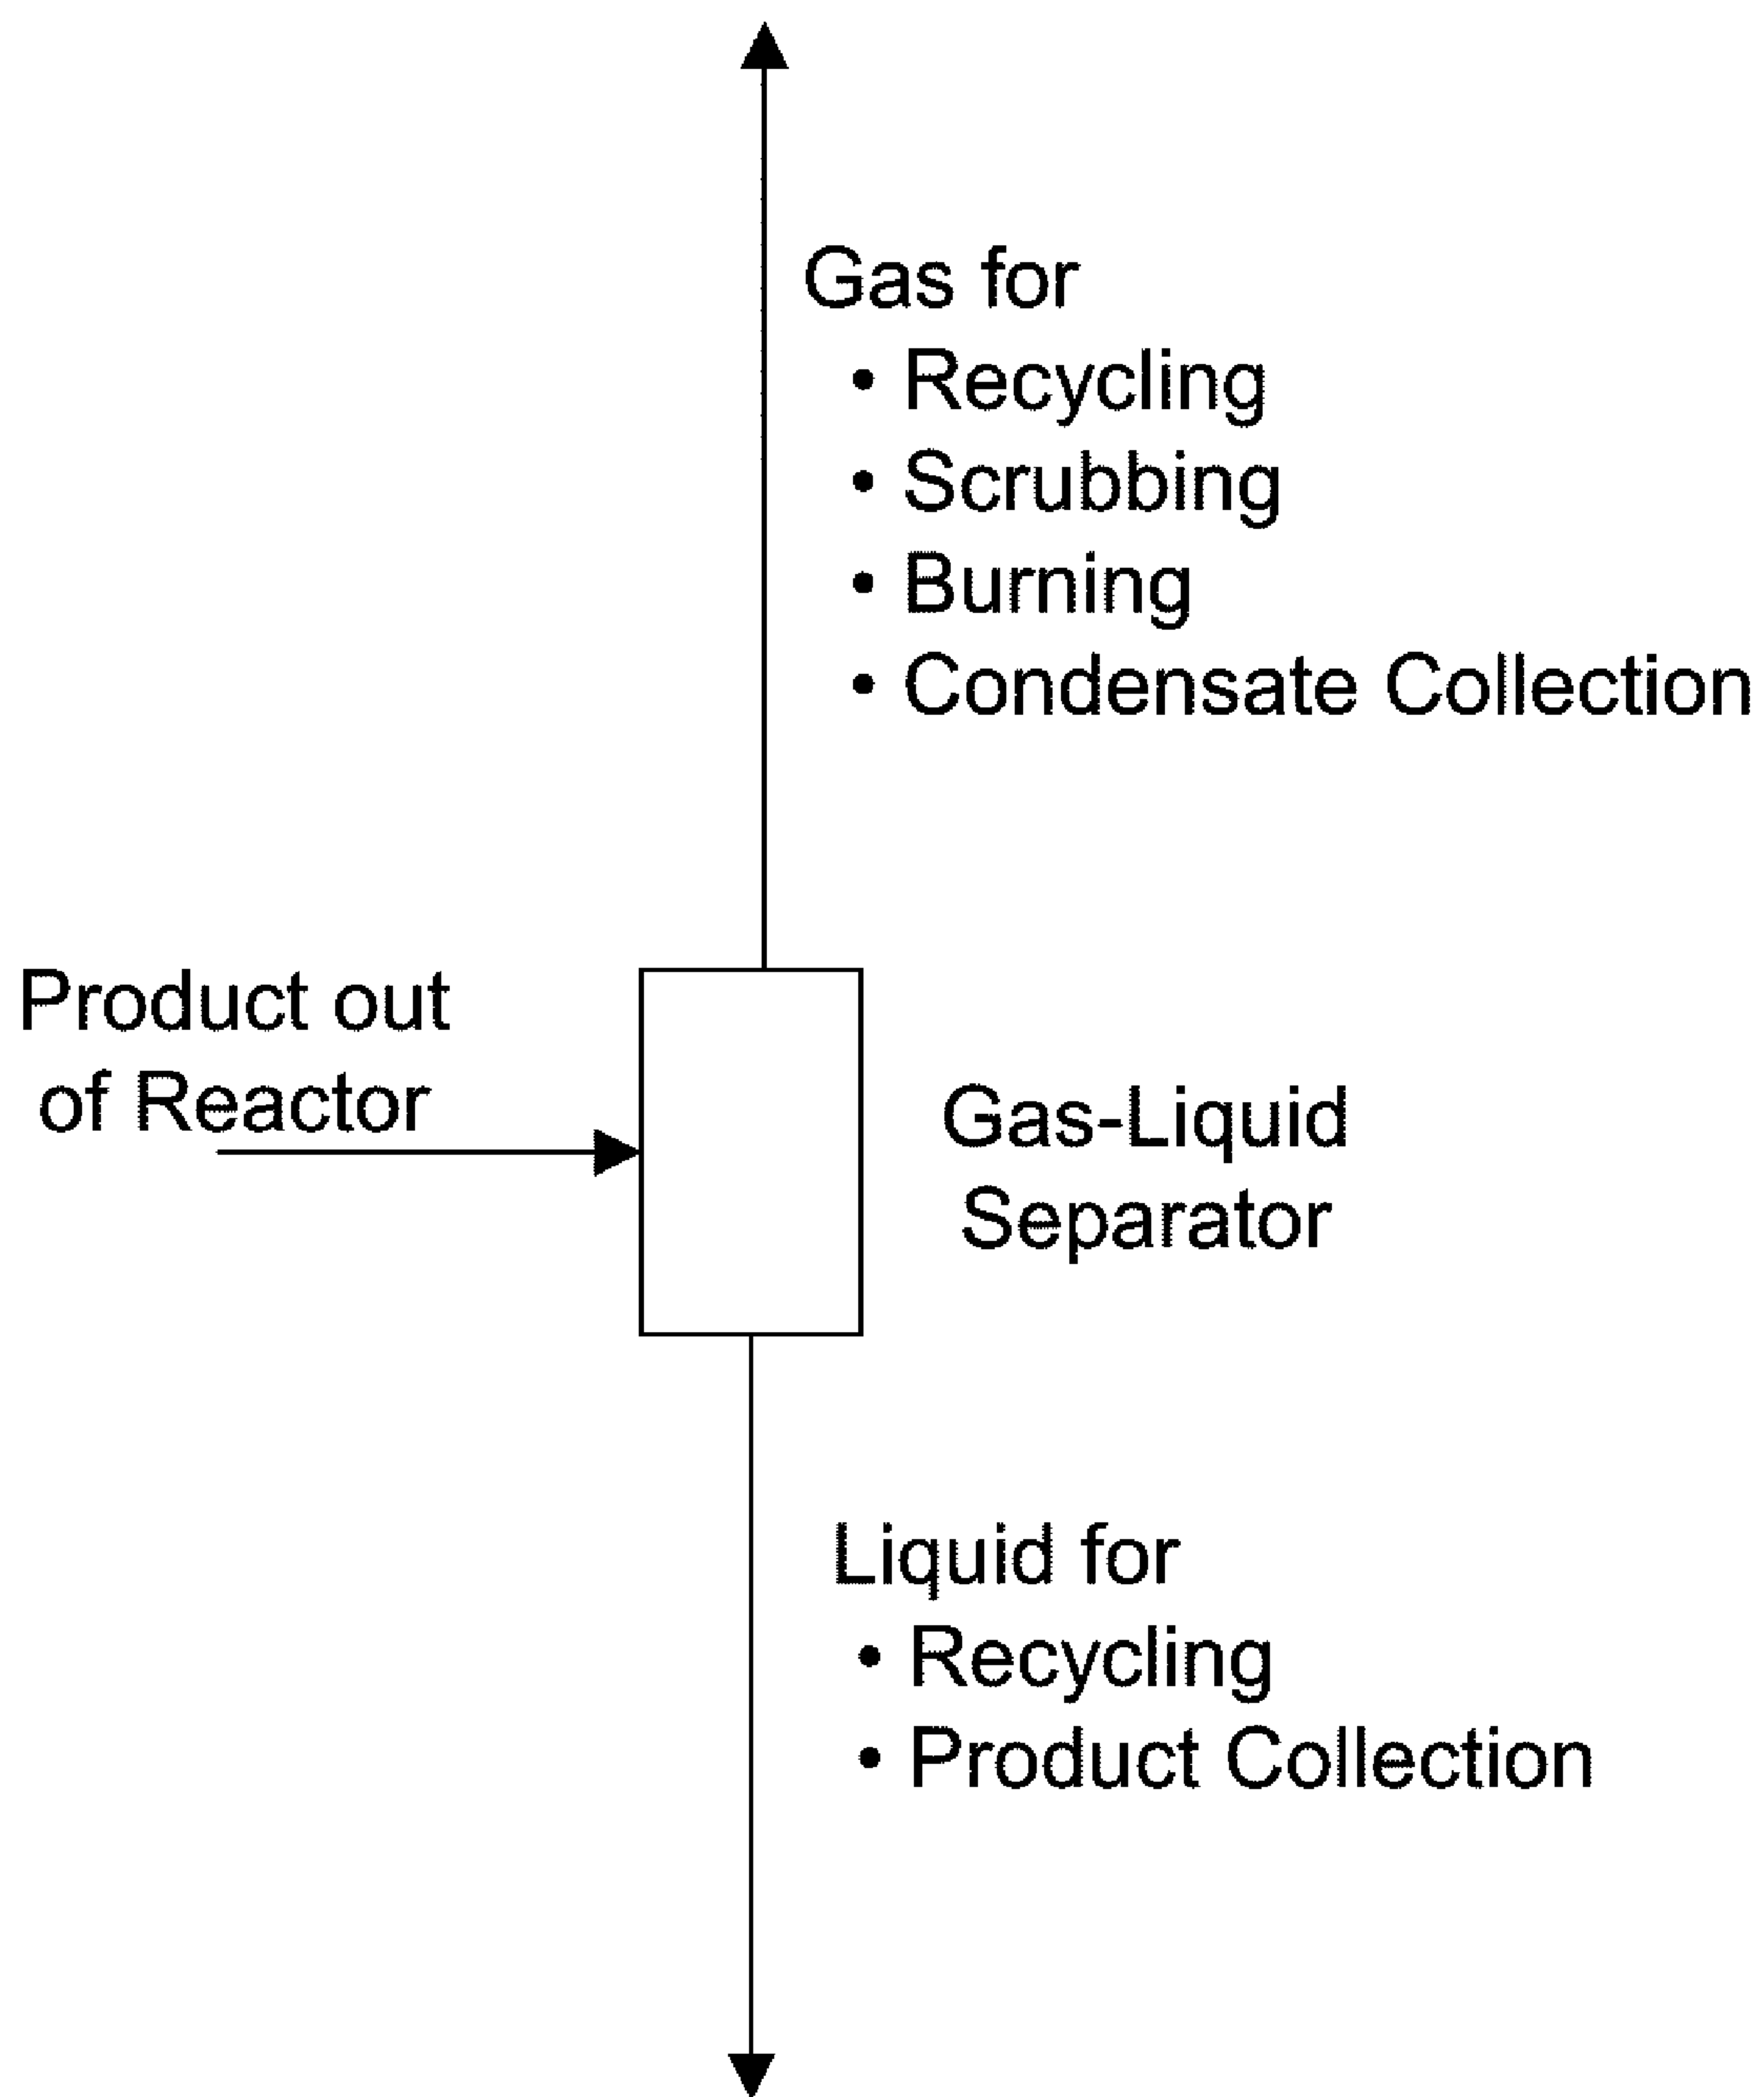 Gas for
• Recycling
• Scrubbing
• Burning
• Condensate Collection
Product out
of Reactor
Gas-Liquid
Separator
Liquid for
• Recycling
• Product Collection